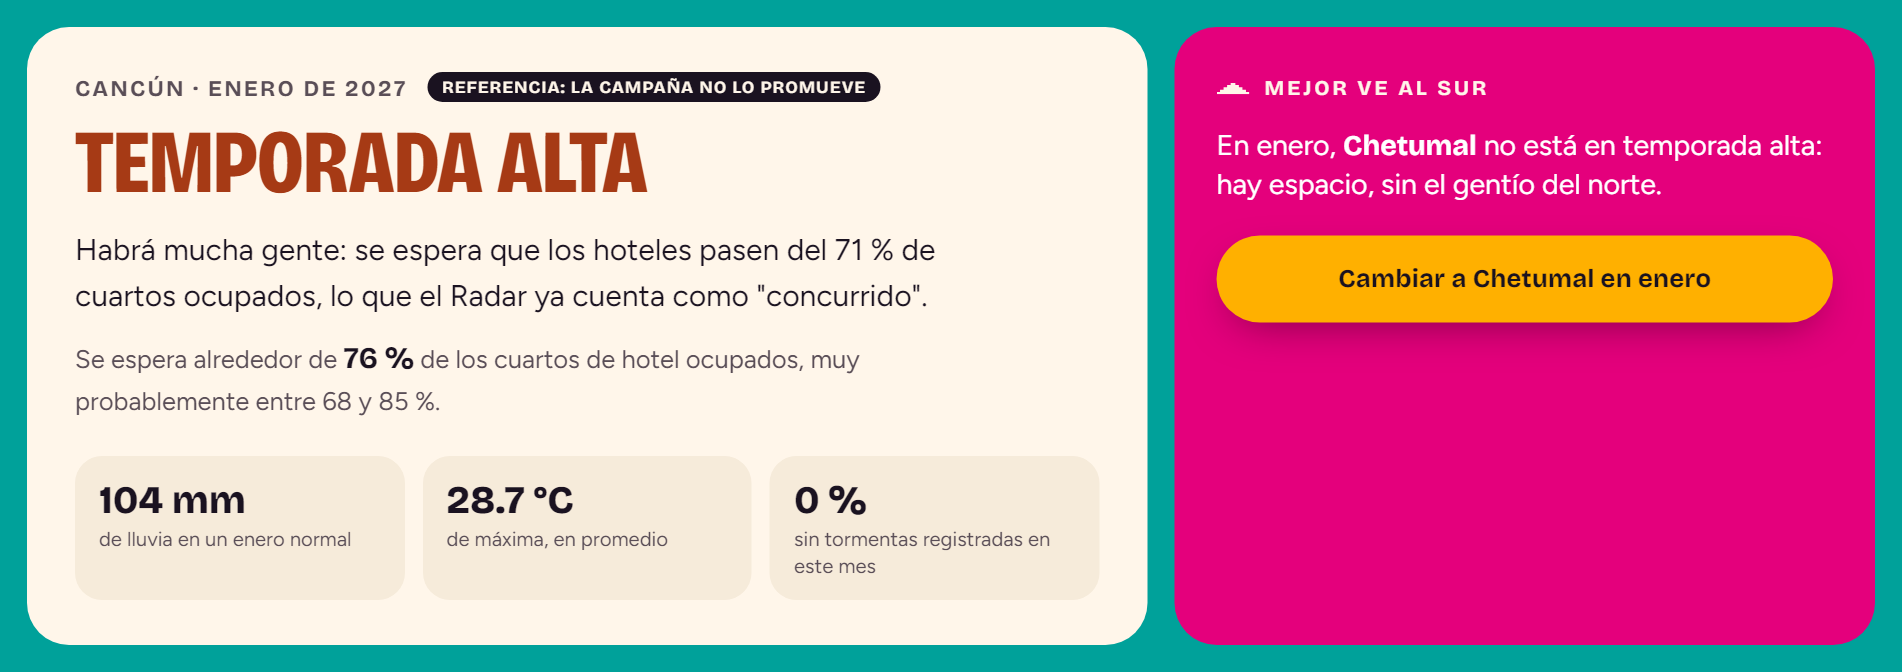 CANCÚN · ENERO DE 2027
REFERENCIA: LA CAMPAÑA NO LO PROMUEVE
TEMPORADA ALTA
Habrá mucha gente: se espera que los hoteles pasen del 71 % de
cuartos ocupados, lo que el Radar ya cuenta como "concurrido".
Se espera alrededor de 76 % de los cuartos de hotel ocupados, muy
probablemente entre 68 y 85 %.
104 mm
de lluvia en un enero normal
28.7 °C
de máxima, en promedio
0 %
sin tormentas registradas en
este mes
MEJOR VE AL SUR
En enero, Chetumal no está en temporada alta:
hay espacio, sin el gentío del norte.
Cambiar a Chetumal en enero